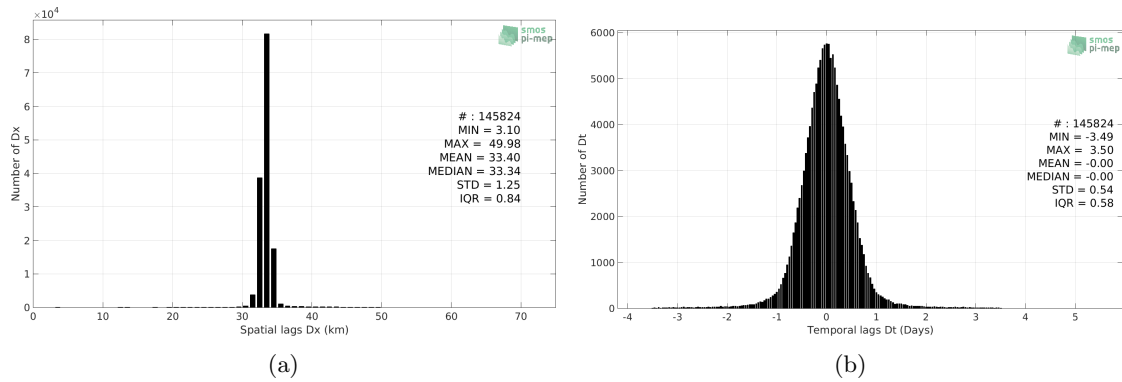 ×10⁴
8
7
6
5
4
3
2
1
0
Number of Dx
0 10 20 30 40 50 60 70
Spatial lags Dx (km)
smos
pi-mep
# : 145824
MIN = 3.10
MAX = 49.98
MEAN = 33.40
MEDIAN = 33.34
STD = 1.25
IQR = 0.84
(a)
6000
5000
4000
3000
2000
1000
0
Number of Dt
-4 -3 -2 -1 0 1 2 3 4 5
Temporal lags Dt (Days)
smos
pi-mep
# : 145824
MIN = -3.49
MAX = 3.50
MEAN = -0.00
MEDIAN = -0.00
STD = 0.54
IQR = 0.58
(b)